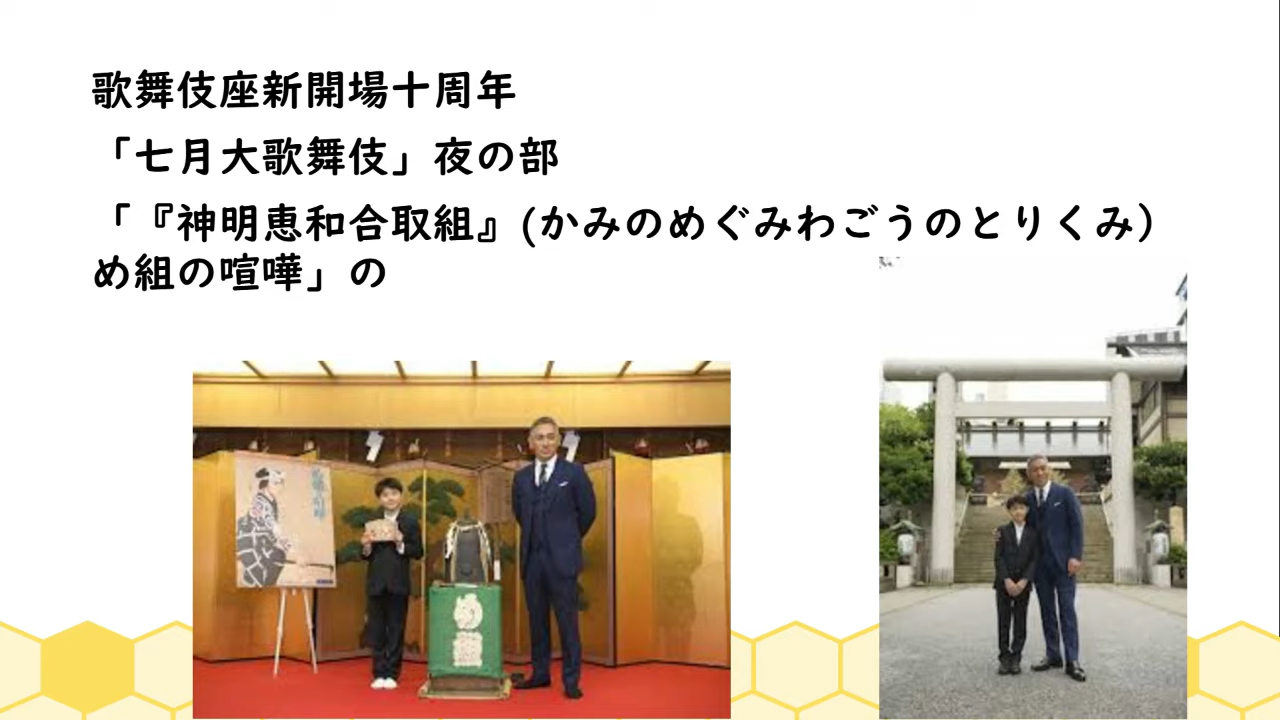 歌舞伎座新開場十周年
「七月大歌舞伎」夜の部
「『神明恵和合取組』(かみのめぐみわごうのとりくみ）
め組の喧嘩」の
め組